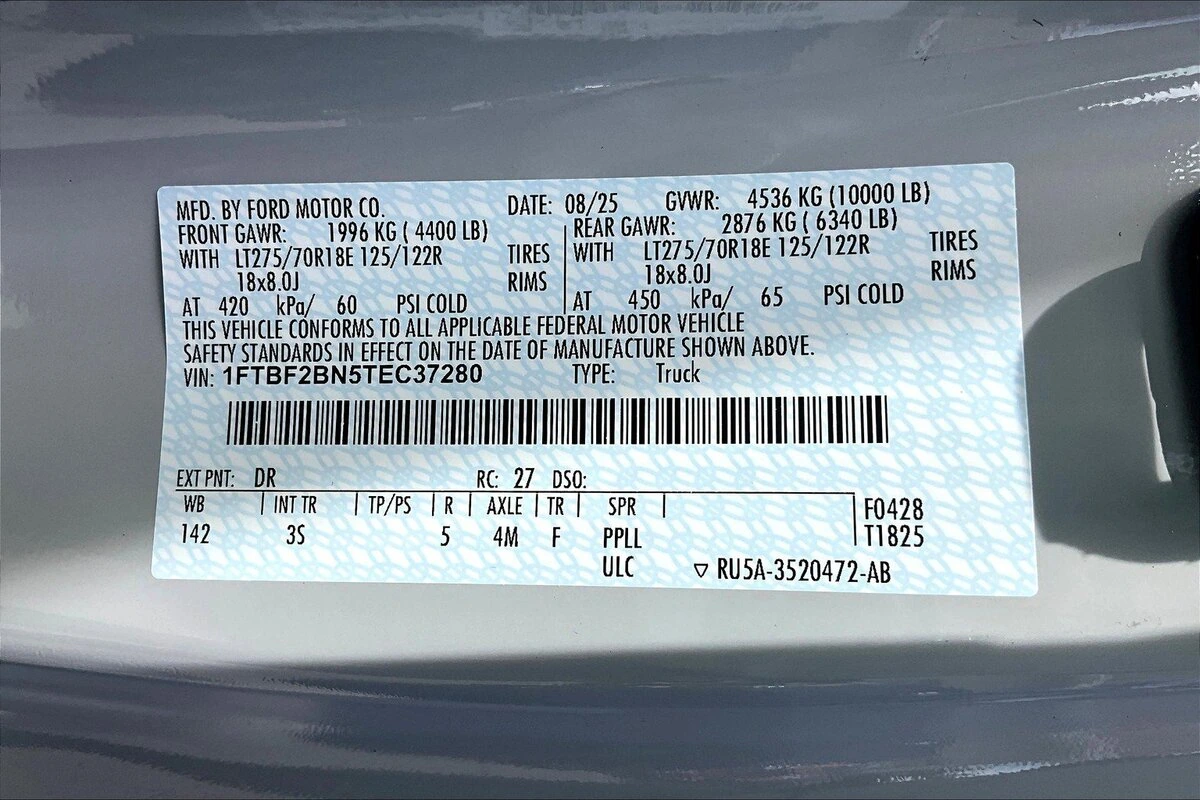 MFD. BY FORD MOTOR CO. DATE: 08/25 GVWR: 4536 KG (10000 LB)
FRONT GAWR: 1996 KG ( 4400 LB) REAR GAWR: 2876 KG ( 6340 LB)
WITH LT275/70R18E 125/122R TIRES WITH LT275/70R18E 125/122R TIRES
18x8.0J RIMS 18x8.0J RIMS
AT 420 kPa/ 60 PSI COLD AT 450 kPa/ 65 PSI COLD
THIS VEHICLE CONFORMS TO ALL APPLICABLE FEDERAL MOTOR VEHICLE
SAFETY STANDARDS IN EFFECT ON THE DATE OF MANUFACTURE SHOWN ABOVE.
VIN: 1FTBF2BN5TEC37280 TYPE: Truck
EXT PNT: DR RC: 27 DSO:
WB INT TR TP/PS R AXLE TR SPR F0428
142 3S 5 4M F PPLL T1825
ULC ▽ RU5A-3520472-AB